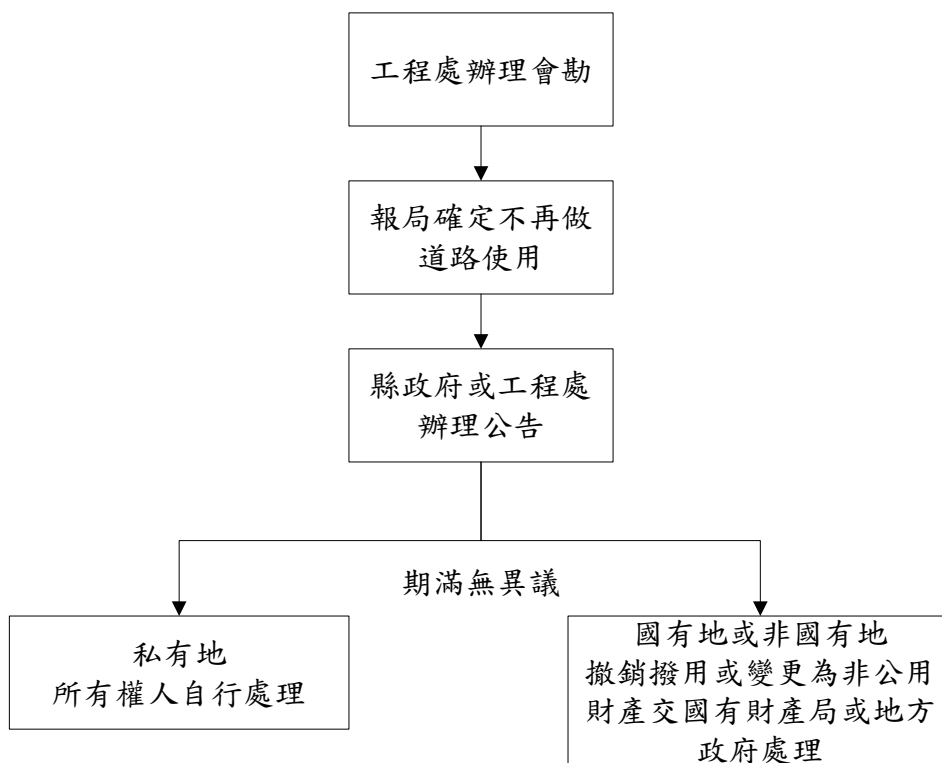 工程處辦理會勘
報局確定不再做
道路使用
縣政府或工程處
辦理公告
期滿無異議
私有地
所有權人自行處理
國有地或非國有地
撤銷撥用或變更為非公用
財產交國有財產局或地方
政府處理